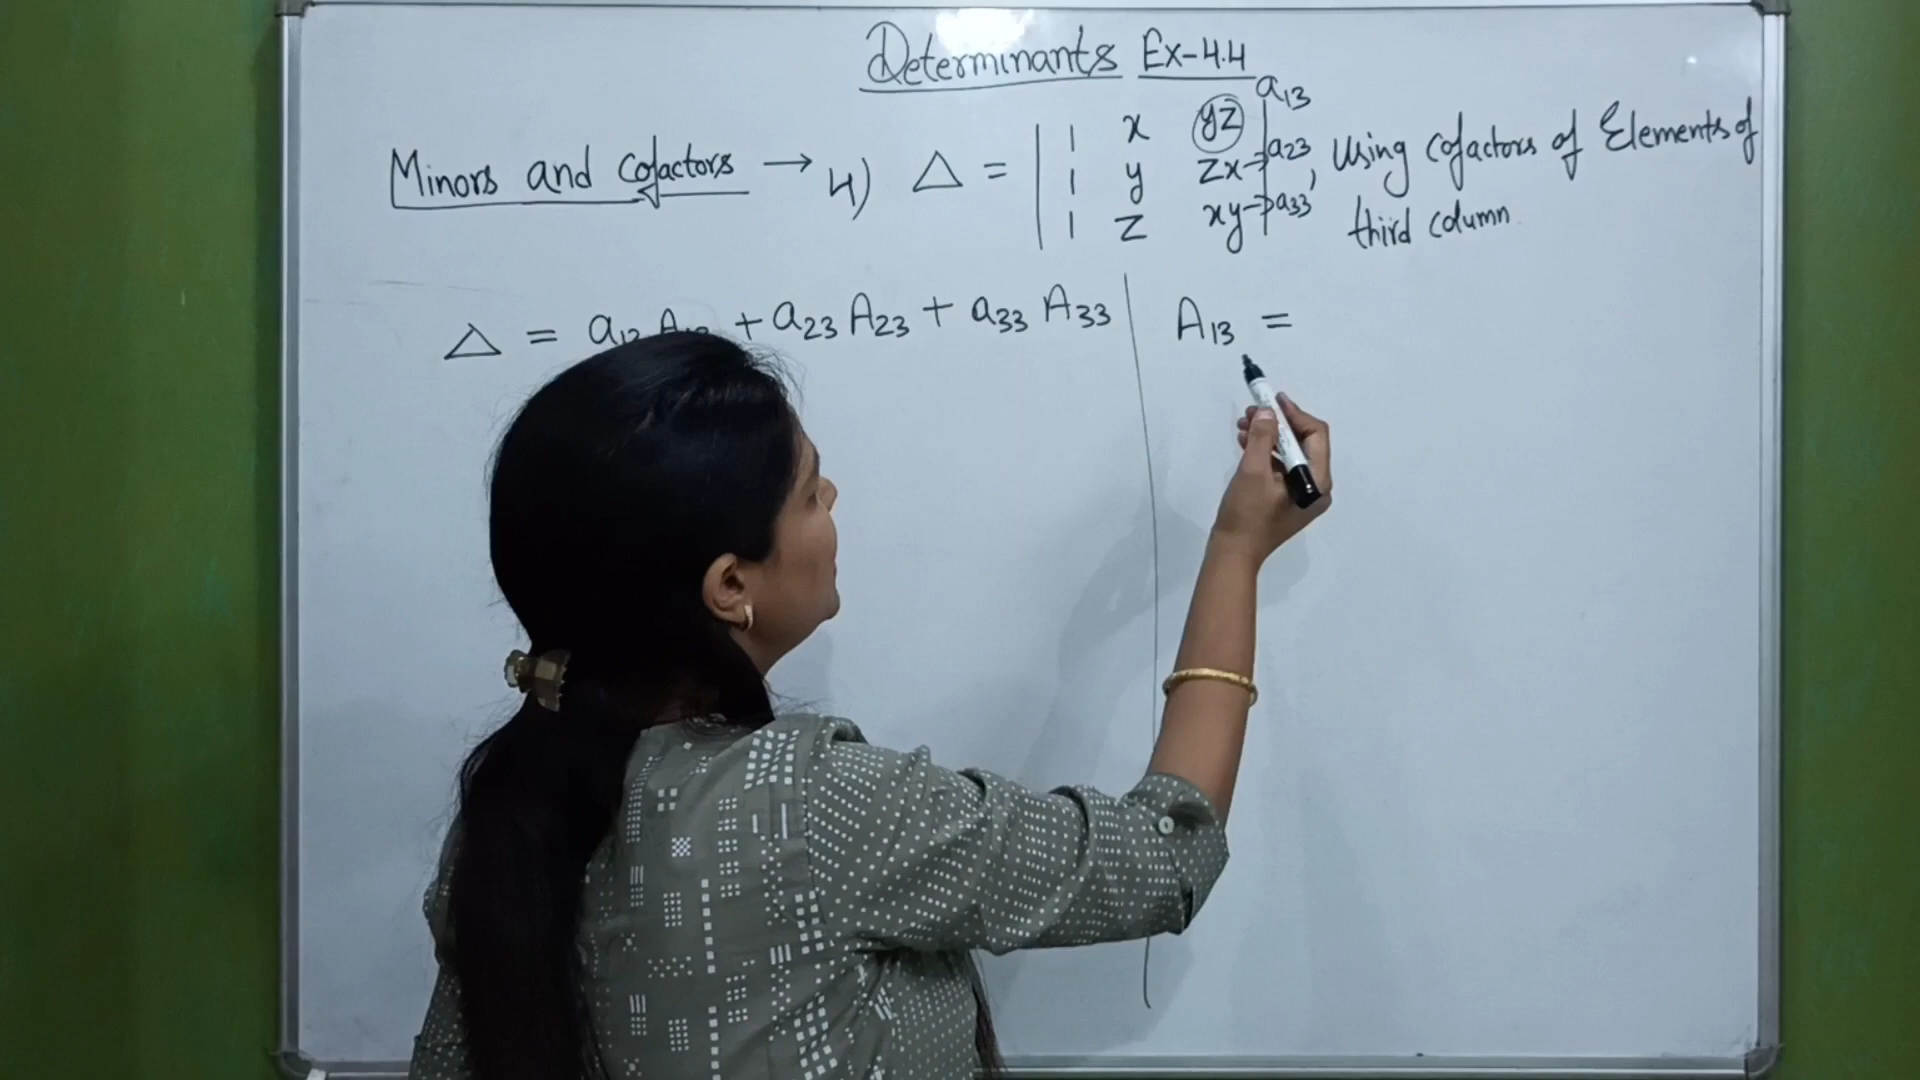 Determinants Ex-4.4
Minors and Cofactors → 4) Δ = | 1 x yz | a13
| 1 y zx → | a23 , Using Cofactors of Elements of
| 1 z xy → | a33 third column
Δ = a13 A13 + a23 A23 + a33 A33 | A13 =